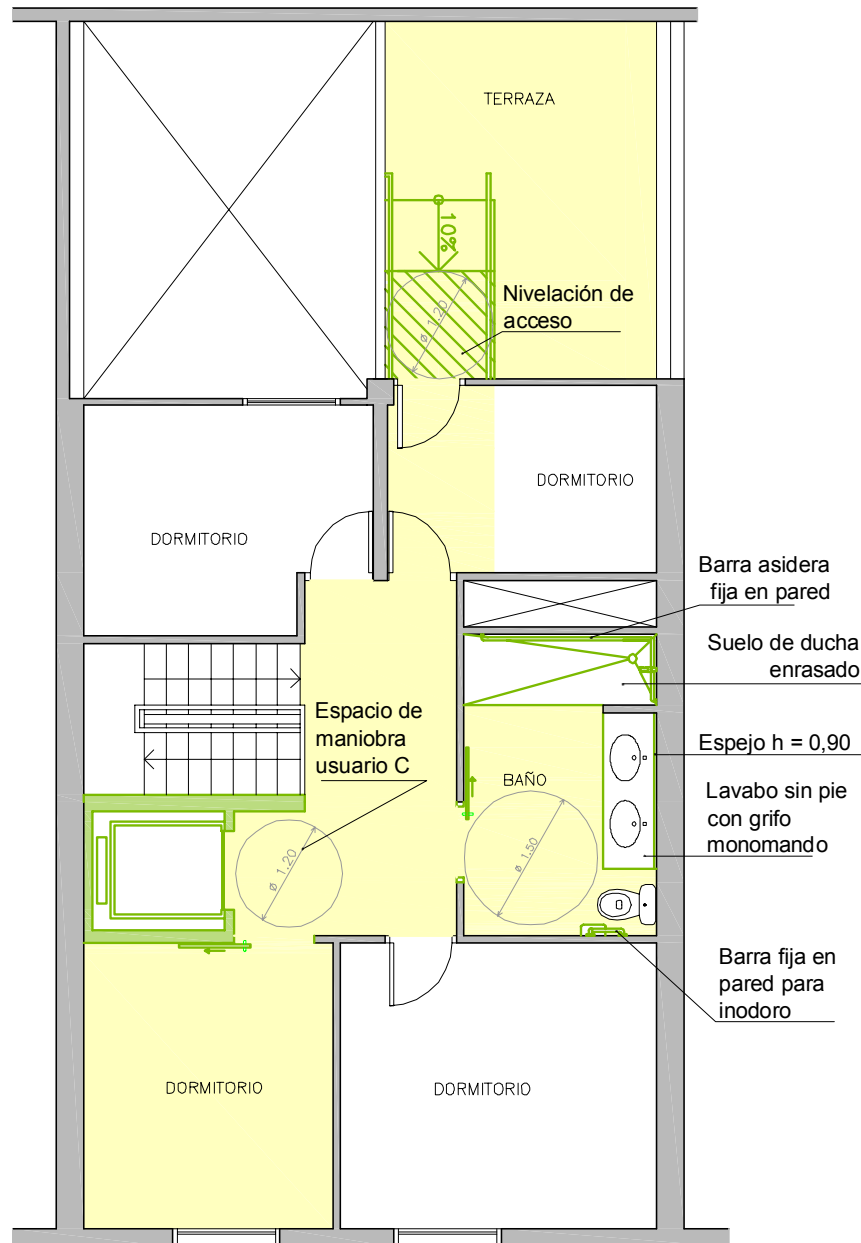 TERRAZA
10%
Nivelación de
acceso
ø 1.20
DORMITORIO
DORMITORIO
Barra asidera
fija en pared
Suelo de ducha
enrasado
Espacio de
maniobra
usuario C
Espejo h = 0,90
BAÑO
Lavabo sin pie
con grifo
monomando
ø 1.20
ø 1.50
Barra fija en
pared para
inodoro
DORMITORIO
DORMITORIO